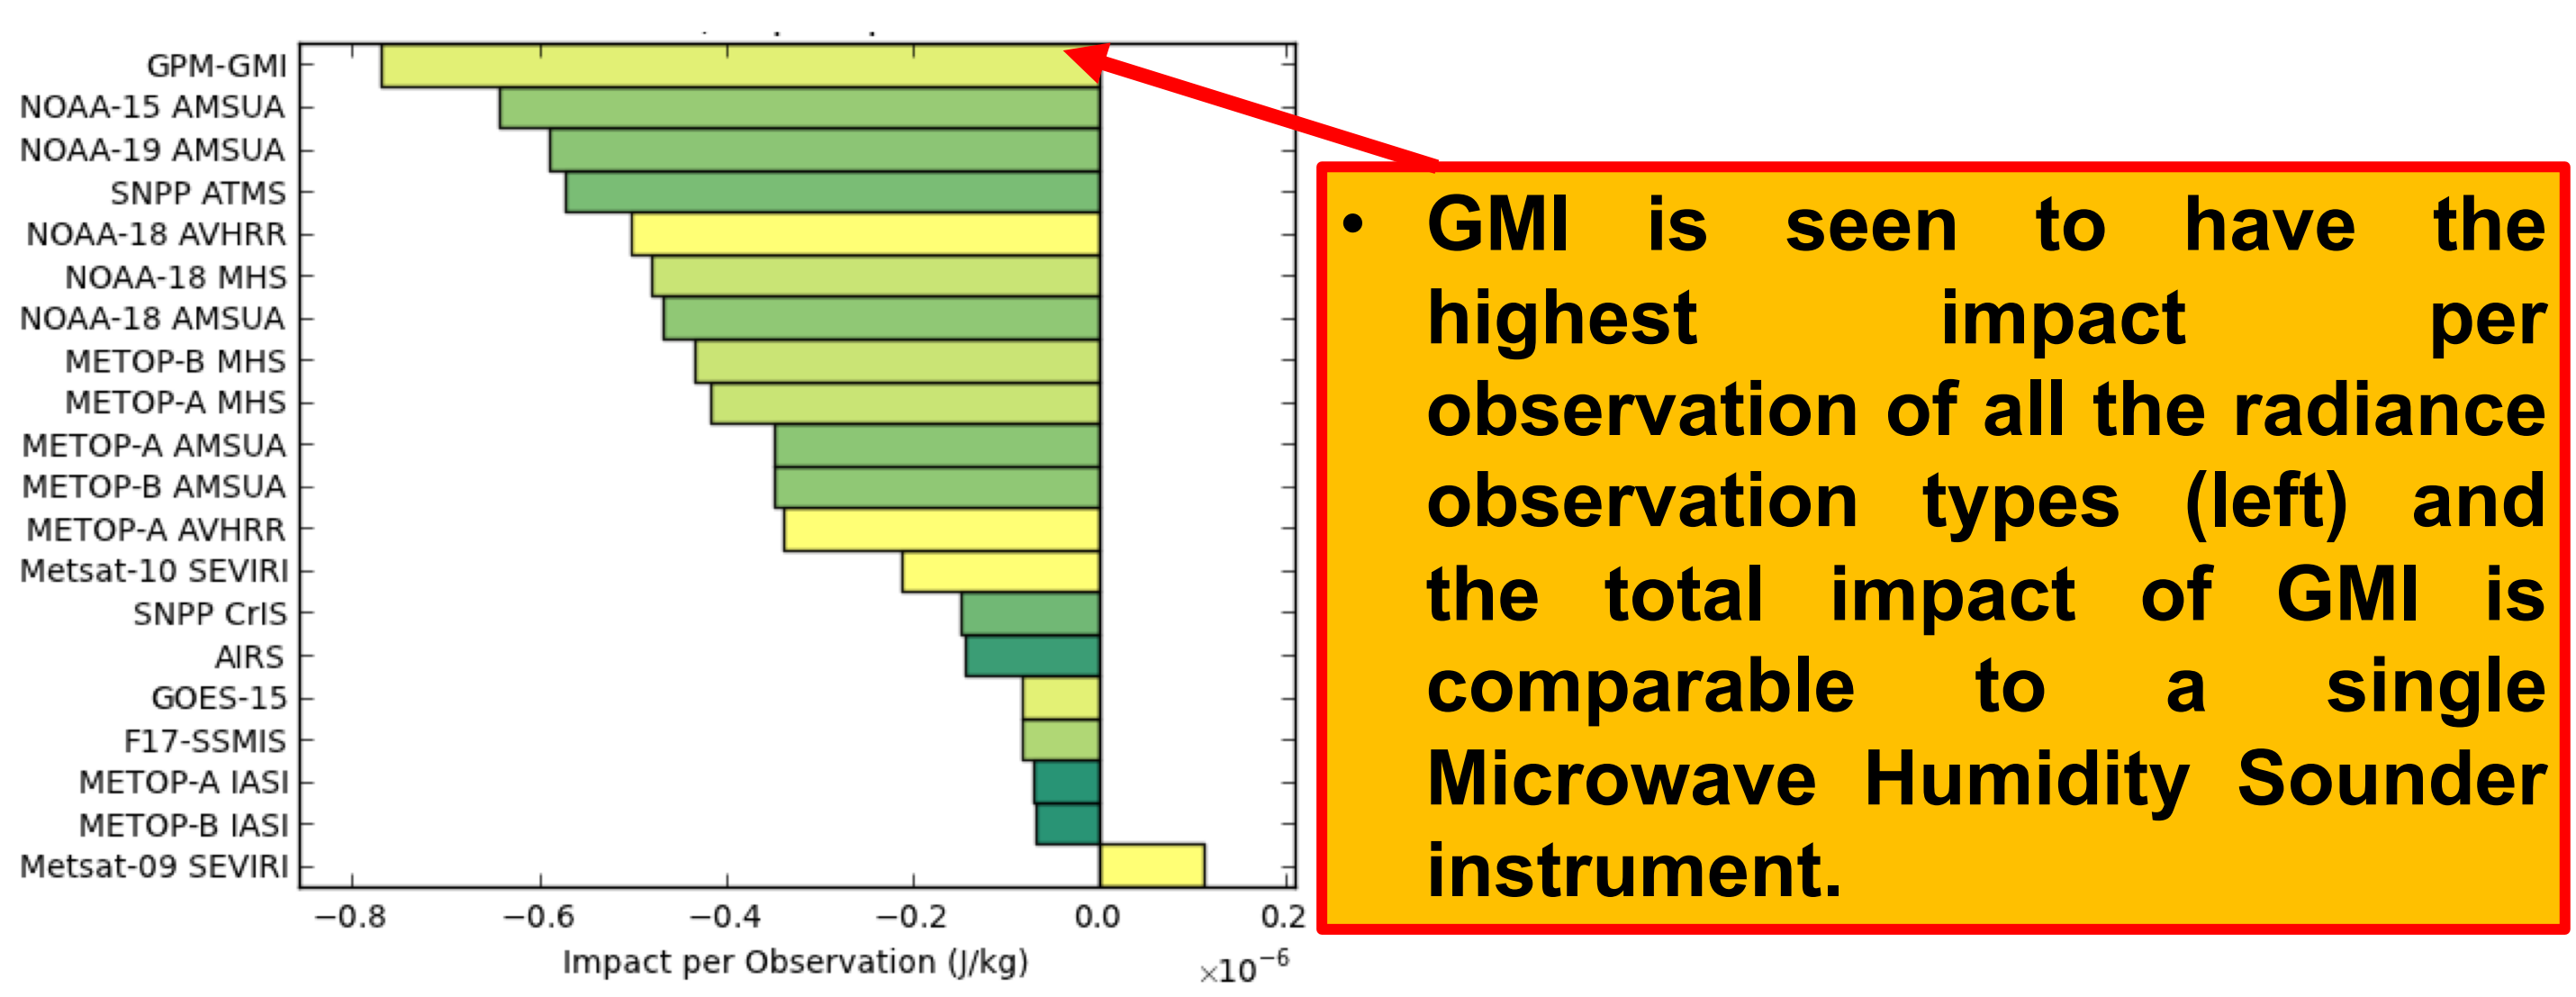 GPM-GMI
NOAA-15 AMSUA
NOAA-19 AMSUA
SNPP ATMS
NOAA-18 AVHRR
NOAA-18 MHS
NOAA-18 AMSUA
METOP-B MHS
METOP-A MHS
METOP-A AMSUA
METOP-B AMSUA
METOP-A AVHRR
Metsat-10 SEVIRI
SNPP CrIS
AIRS
GOES-15
F17-SSMIS
METOP-A IASI
METOP-B IASI
Metsat-09 SEVIRI
−0.8 −0.6 −0.4 −0.2 0.0 0.2
Impact per Observation (J/kg) ×10⁻⁶
• GMI is seen to have the
highest impact per
observation of all the radiance
observation types (left) and
the total impact of GMI is
comparable to a single
Microwave Humidity Sounder
instrument.